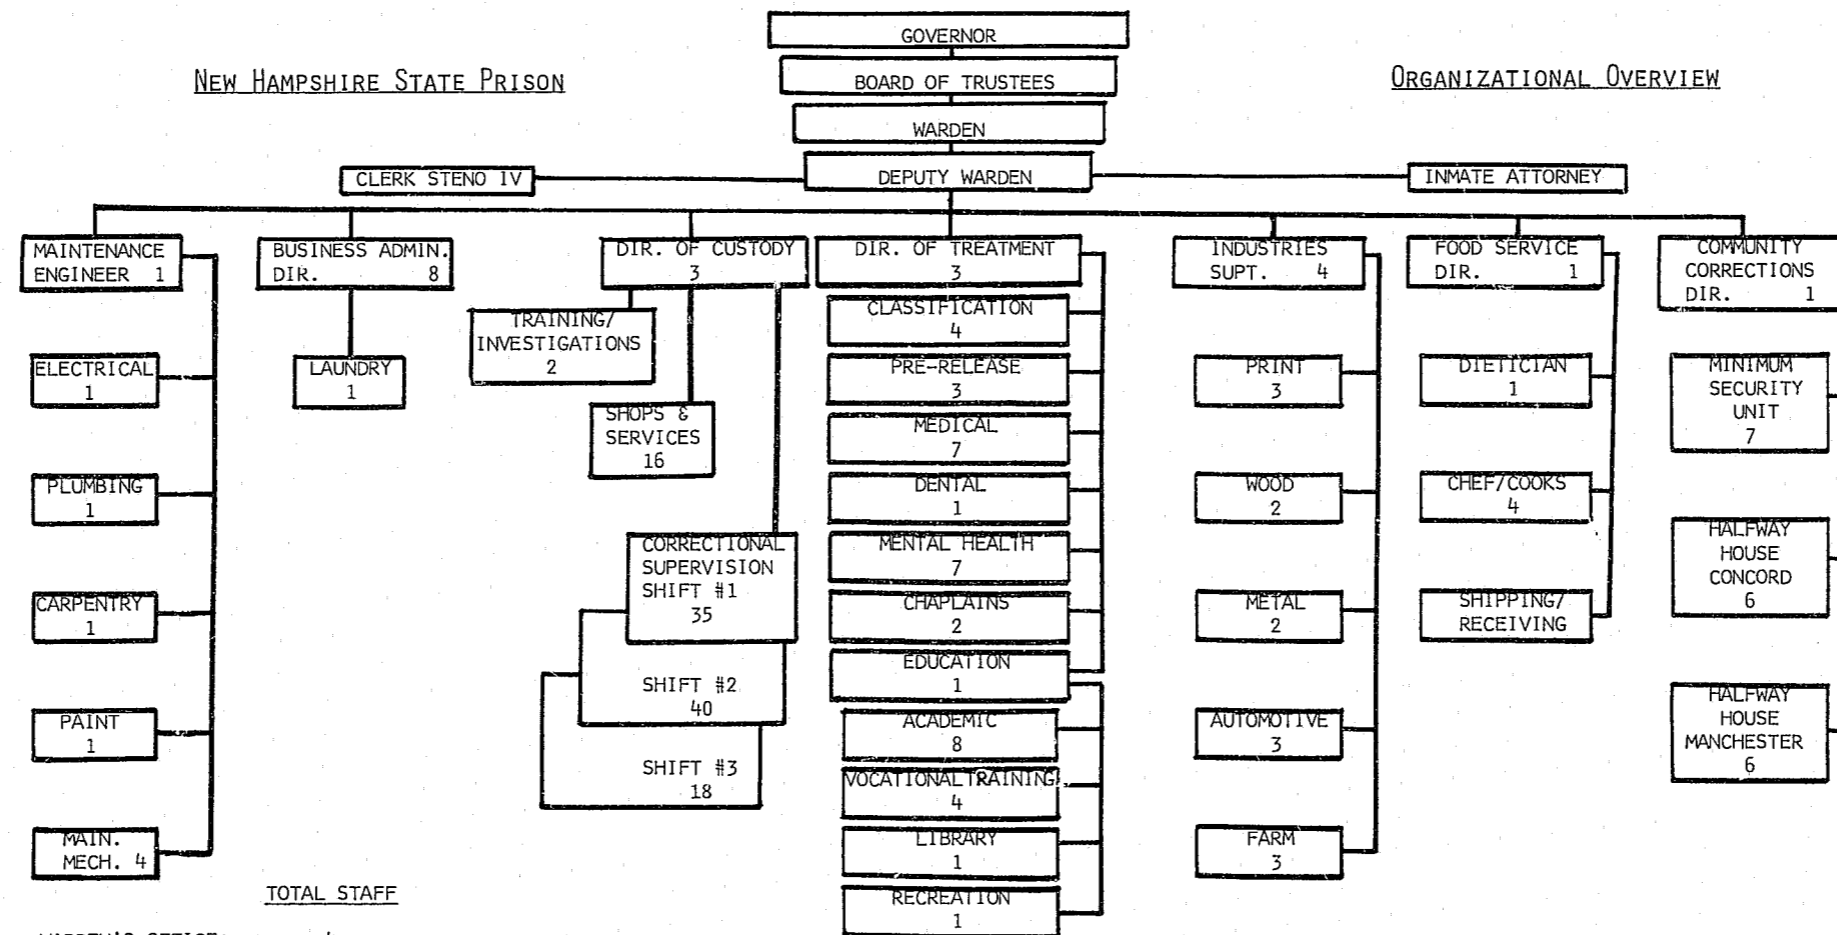 GOVERNOR
NEW HAMPSHIRE STATE PRISON
ORGANIZATIONAL OVERVIEW
BOARD OF TRUSTEES
WARDEN
CLERK STENO IV
DEPUTY WARDEN
INMATE ATTORNEY
MAINTENANCE
ENGINEER 1
ELECTRICAL
1
PLUMBING
1
CARPENTRY
1
PAINT
1
MAIN.
MECH. 4
BUSINESS ADMIN.
DIR. 8
LAUNDRY
1
DIR. OF CUSTODY
3
TRAINING/
INVESTIGATIONS
2
SHOPS &
SERVICES
16
CORRECTIONAL
SUPERVISION
SHIFT #1
35
SHIFT #2
40
SHIFT #3
18
DIR. OF TREATMENT
3
CLASSIFICATION
4
PRE-RELEASE
3
MEDICAL
7
DENTAL
1
MENTAL HEALTH
7
CHAPLAINS
2
EDUCATION
1
ACADEMIC
8
VOCATIONAL TRAINING
4
LIBRARY
1
RECREATION
1
INDUSTRIES
SUPT. 4
PRINT
3
WOOD
2
METAL
2
AUTOMOTIVE
3
FARM
3
FOOD SERVICE
DIR. 1
DIETICIAN
1
CHEF/COOKS
4
SHIPPING/
RECEIVING
COMMUNITY
CORRECTIONS
DIR. 1
MINIMUM
SECURITY
UNIT
7
HALFWAY
HOUSE
CONCORD
6
HALFWAY
HOUSE
MANCHESTER
6
TOTAL STAFF